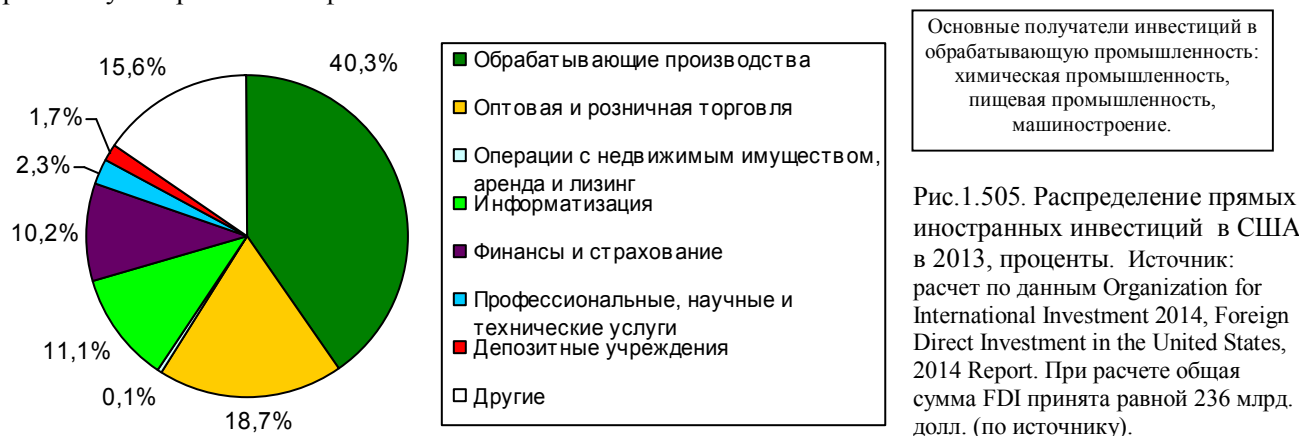 15,6%
40,3%
1,7%
2,3%
10,2%
11,1%
0,1%
18,7%
Обрабатывающие производства
Оптовая и розничная торговля
Операции с недвижимым имуществом,
аренда и лизинг
Информатизация
Финансы и страхование
Профессиональные, научные и
технические услуги
Депозитные учреждения
Другие
Основные получатели инвестиций в
обрабатывающую промышленность:
химическая промышленность,
пищевая промышленность,
машиностроение.
Рис.1.505. Распределение прямых
иностранных инвестиций в США
в 2013, проценты. Источник:
расчет по данным Organization for
International Investment 2014, Foreign
Direct Investment in the United States,
2014 Report. При расчете общая
сумма FDI принята равной 236 млрд.
долл. (по источнику).